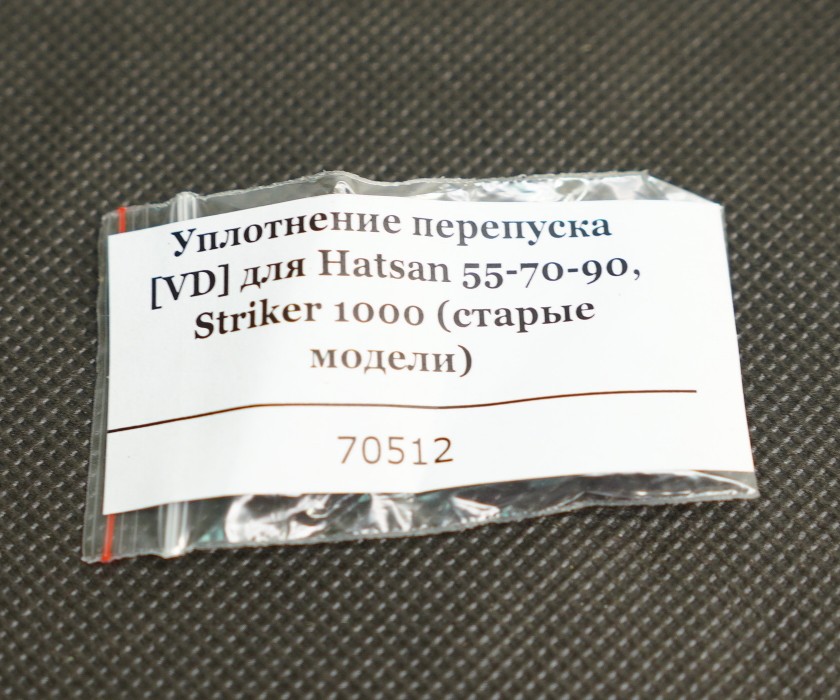 Уплотнение перепуска
[VD] для Hatsan 55-70-90,
Striker 1000 (старые
модели)
70512